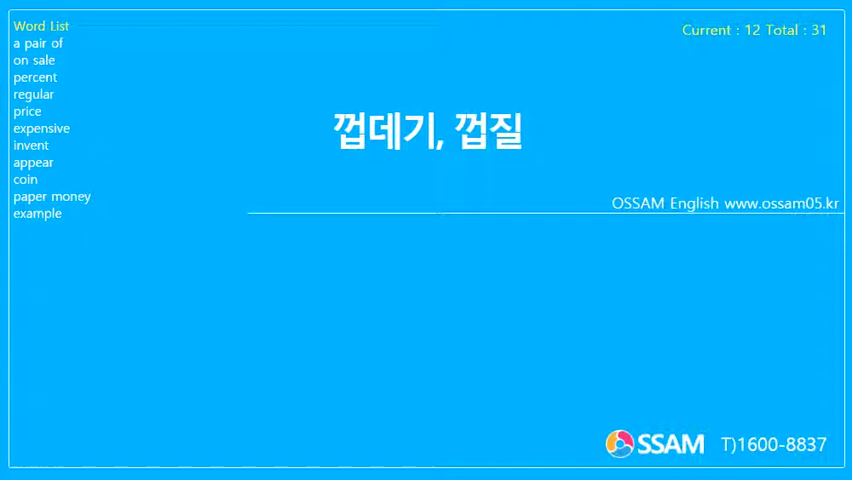 Word List
a pair of
on sale
percent
regular
price
expensive
invent
appear
coin
paper money
example
Current : 12 Total : 31
껍데기, 껍질
OSSAM English www.ossam05.kr
OSSAM T)1600-8837